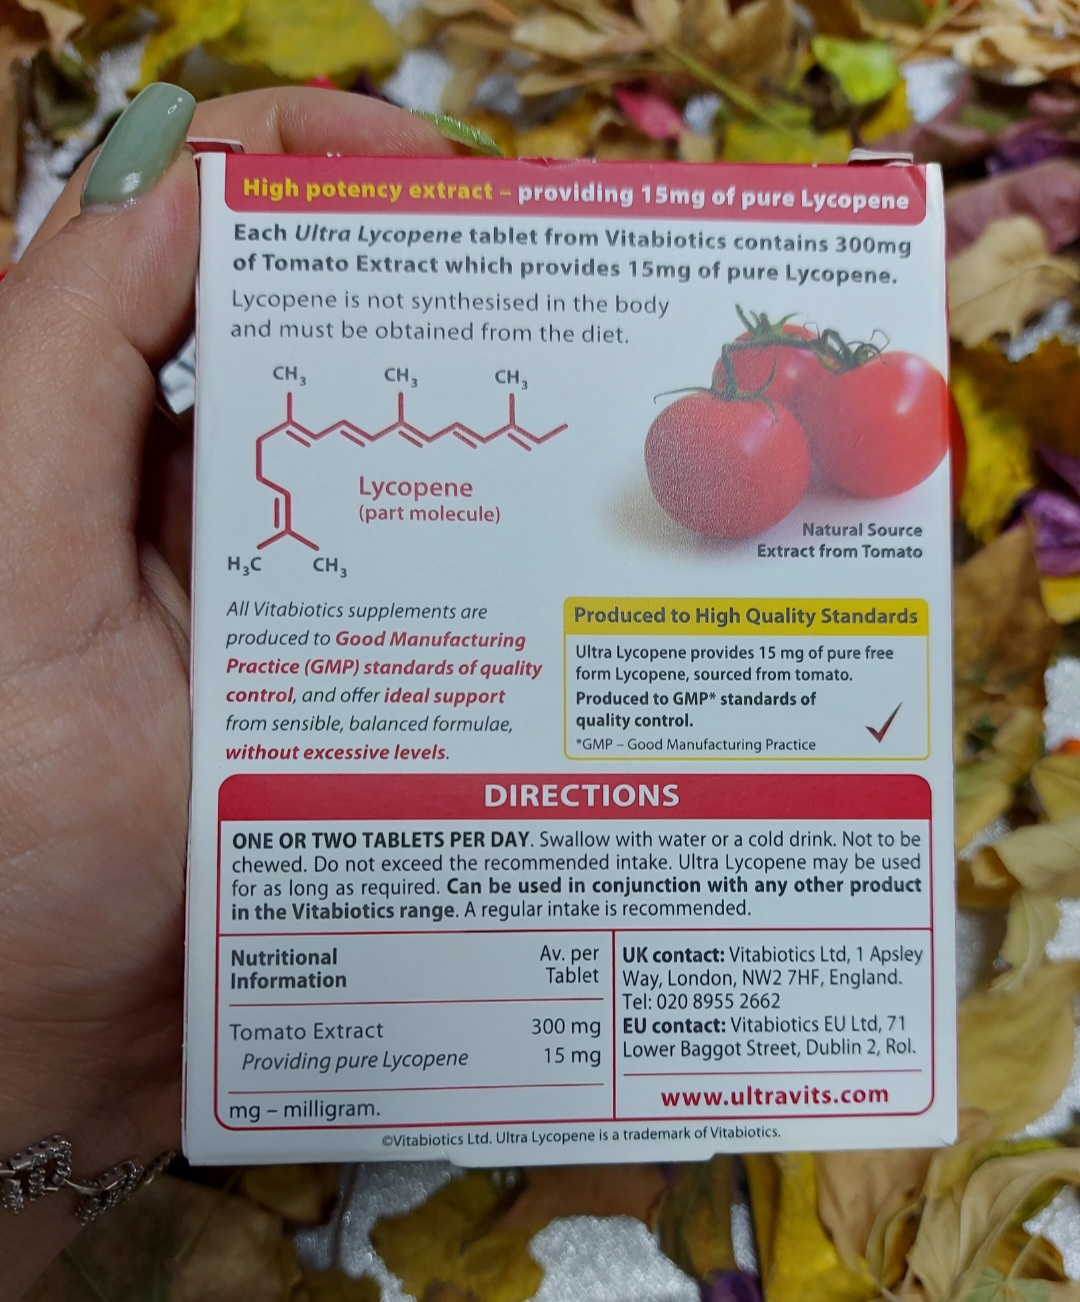 High potency extract – providing 15mg of pure Lycopene
Each Ultra Lycopene tablet from Vitabiotics contains 300mg
of Tomato Extract which provides 15mg of pure Lycopene.
Lycopene is not synthesised in the body
and must be obtained from the diet.
CH3 CH3 CH3
Lycopene
(part molecule)
H3C CH3
Natural Source
Extract from Tomato
All Vitabiotics supplements are
produced to Good Manufacturing
Practice (GMP) standards of quality
control, and offer ideal support
from sensible, balanced formulae,
without excessive levels.
Produced to High Quality Standards
Ultra Lycopene provides 15 mg of pure free
form Lycopene, sourced from tomato.
Produced to GMP* standards of
quality control.
*GMP – Good Manufacturing Practice
DIRECTIONS
ONE OR TWO TABLETS PER DAY. Swallow with water or a cold drink. Not to be
chewed. Do not exceed the recommended intake. Ultra Lycopene may be used
for as long as required. Can be used in conjunction with any other product
in the Vitabiotics range. A regular intake is recommended.
Nutritional Av. per
Information Tablet
Tomato Extract 300 mg
Providing pure Lycopene 15 mg
mg – milligram.
UK contact: Vitabiotics Ltd, 1 Apsley
Way, London, NW2 7HF, England.
Tel: 020 8955 2662
EU contact: Vitabiotics EU Ltd, 71
Lower Baggot Street, Dublin 2, RoI.
www.ultravits.com
©Vitabiotics Ltd. Ultra Lycopene is a trademark of Vitabiotics.